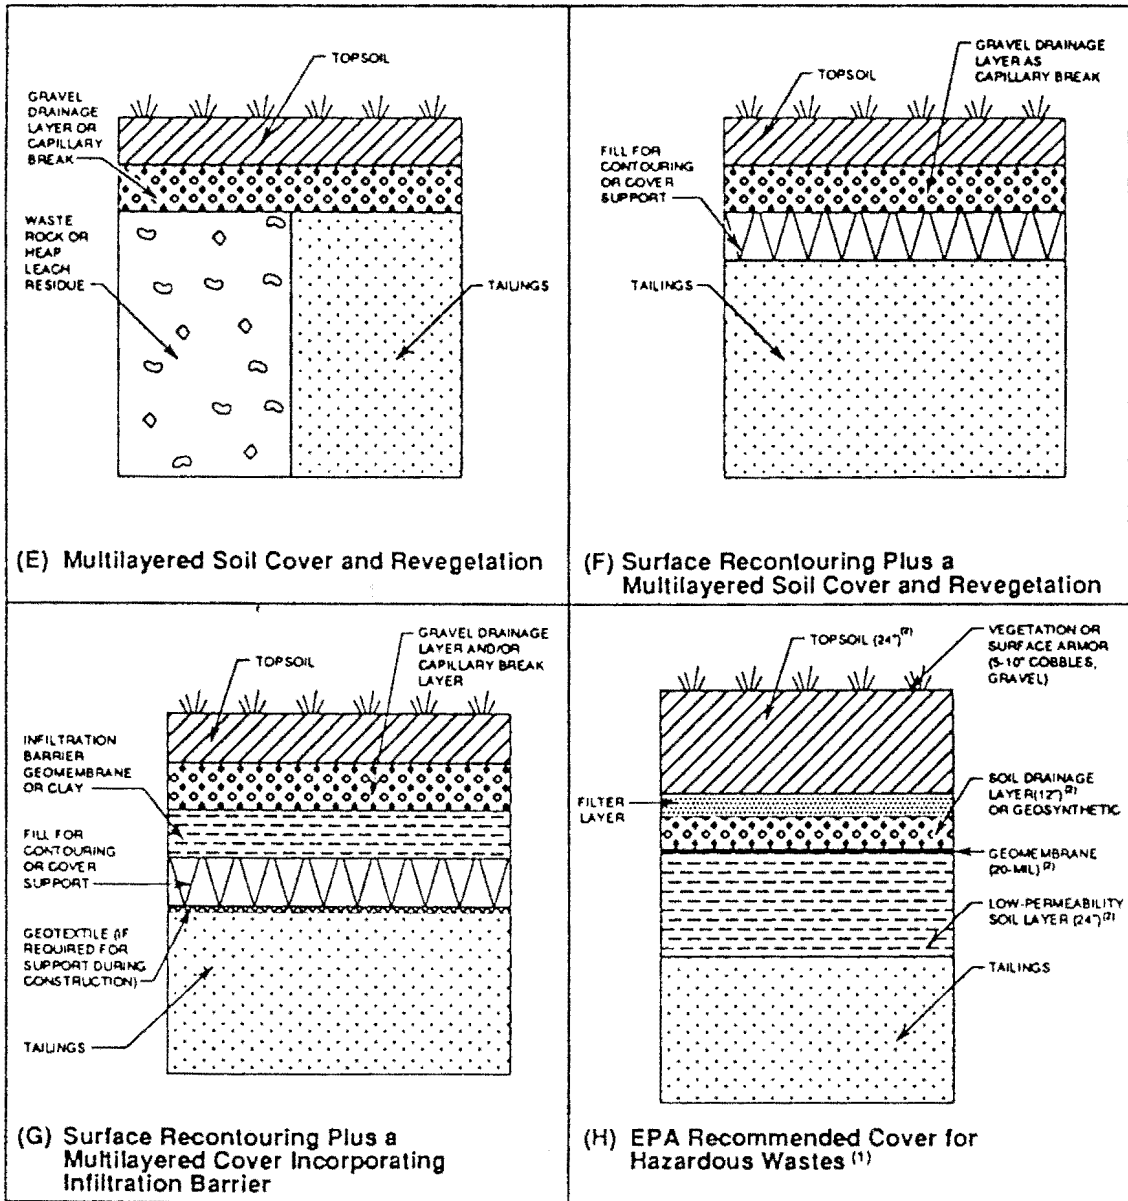 TOPSOIL
GRAVEL
DRAINAGE
LAYER OR
CAPILLARY
BREAK
WASTE
ROCK OR
HEAP
LEACH
RESIDUE
TAILINGS
(E) Multilayered Soil Cover and Revegetation
GRAVEL DRAINAGE
LAYER AS
CAPILLARY BREAK
TOPSOIL
FILL FOR
CONTOURING
OR COVER
SUPPORT
TAILINGS
(F) Surface Recontouring Plus a
Multilayered Soil Cover and Revegetation
GRAVEL DRAINAGE
LAYER AND/OR
CAPILLARY BREAK
LAYER
TOPSOIL
INFILTRATION
BARRIER
GEOMEMBRANE
OR CLAY
FILL FOR
CONTOURING
OR COVER
SUPPORT
GEOTEXTILE (IF
REQUIRED FOR
SUPPORT DURING
CONSTRUCTION)
TAILINGS
(G) Surface Recontouring Plus a
Multilayered Cover Incorporating
Infiltration Barrier
TOPSOIL (24")(2)
VEGETATION OR
SURFACE ARMOR
(5-10" COBBLES,
GRAVEL)
FILTER
LAYER
SOIL DRAINAGE
LAYER (12")(2)
OR GEOSYNTHETIC
GEOMEMBRANE
(20-MIL)(2)
LOW-PERMEABILITY
SOIL LAYER (24")(2)
TAILINGS
(H) EPA Recommended Cover for
Hazardous Wastes (1)